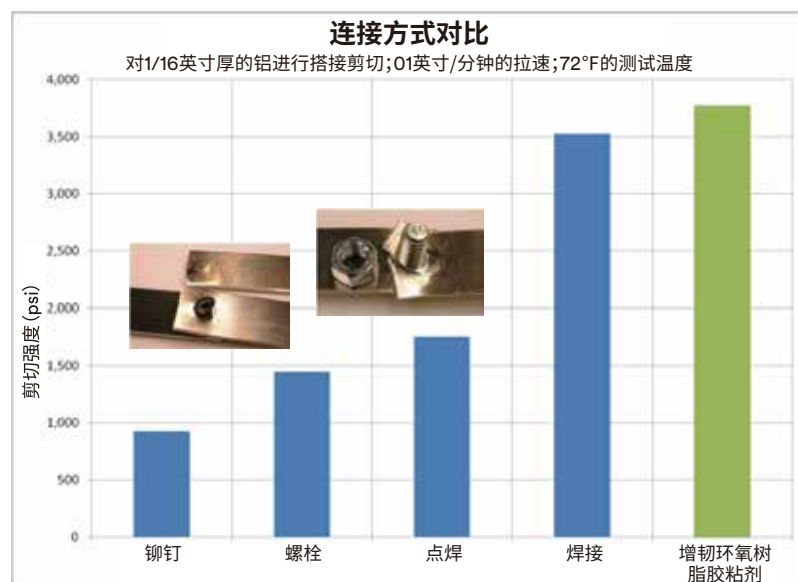 连接方式对比
对1/16英寸厚的铝进行搭接剪切;01英寸/分钟的拉速;72°F的测试温度
4,000
3,500
3,000
2,500
2,000
1,500
1,000
500
0
剪切强度 (psi)
铆钉
螺栓
点焊
焊接
增韧环氧树
脂胶粘剂